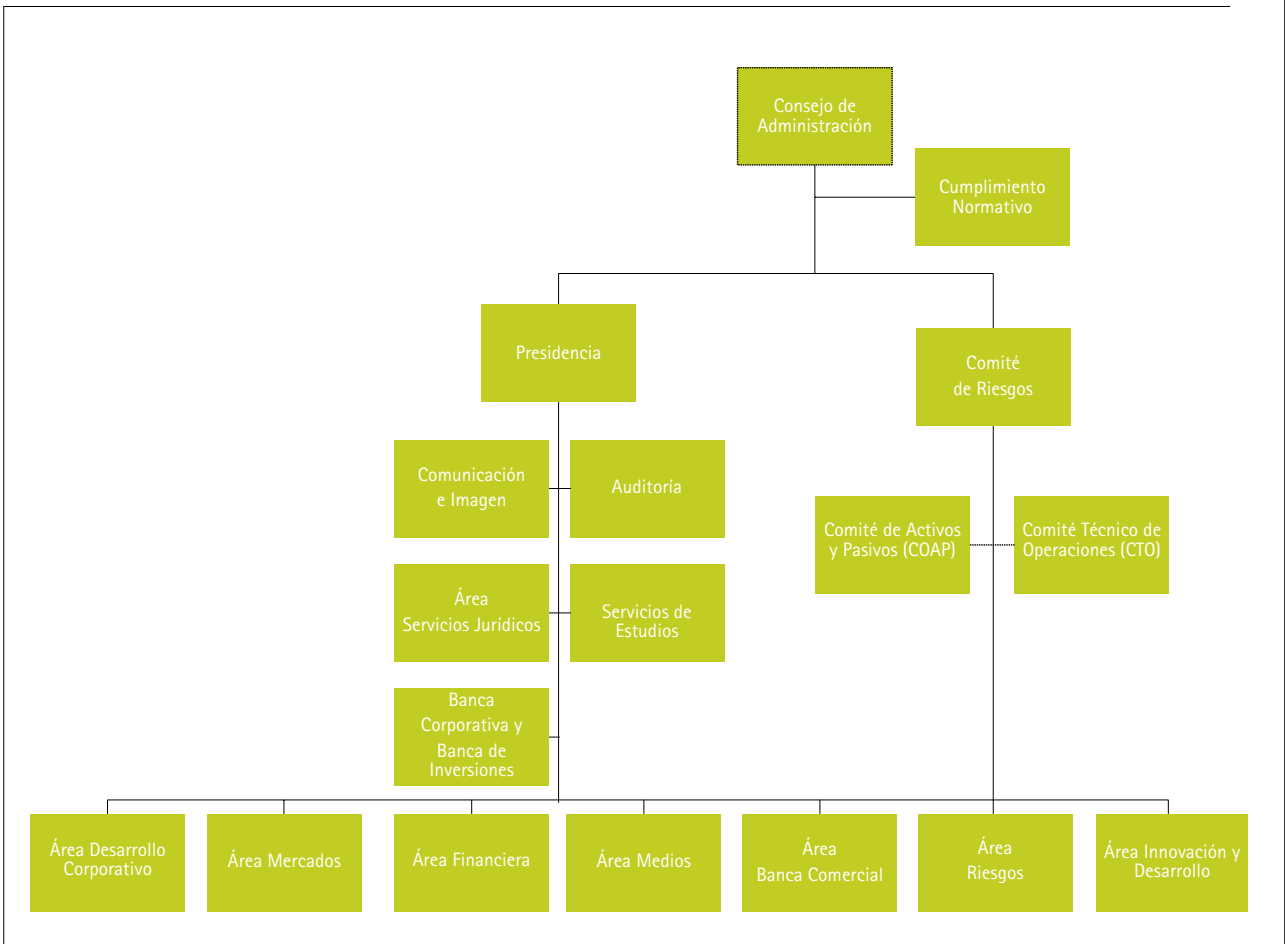 Consejo de
Administración
Cumplimiento
Normativo
Presidencia
Comité
de Riesgos
Comunicación
e Imagen
Auditoría
Comité de Activos
y Pasivos (COAP)
Comité Técnico de
Operaciones (CTO)
Área
Servicios Jurídicos
Servicios de
Estudios
Banca
Corporativa y
Banca de
Inversiones
Área Desarrollo
Corporativo
Área Mercados
Área Financiera
Área Medios
Área
Banca Comercial
Área
Riesgos
Área Innovación y
Desarrollo